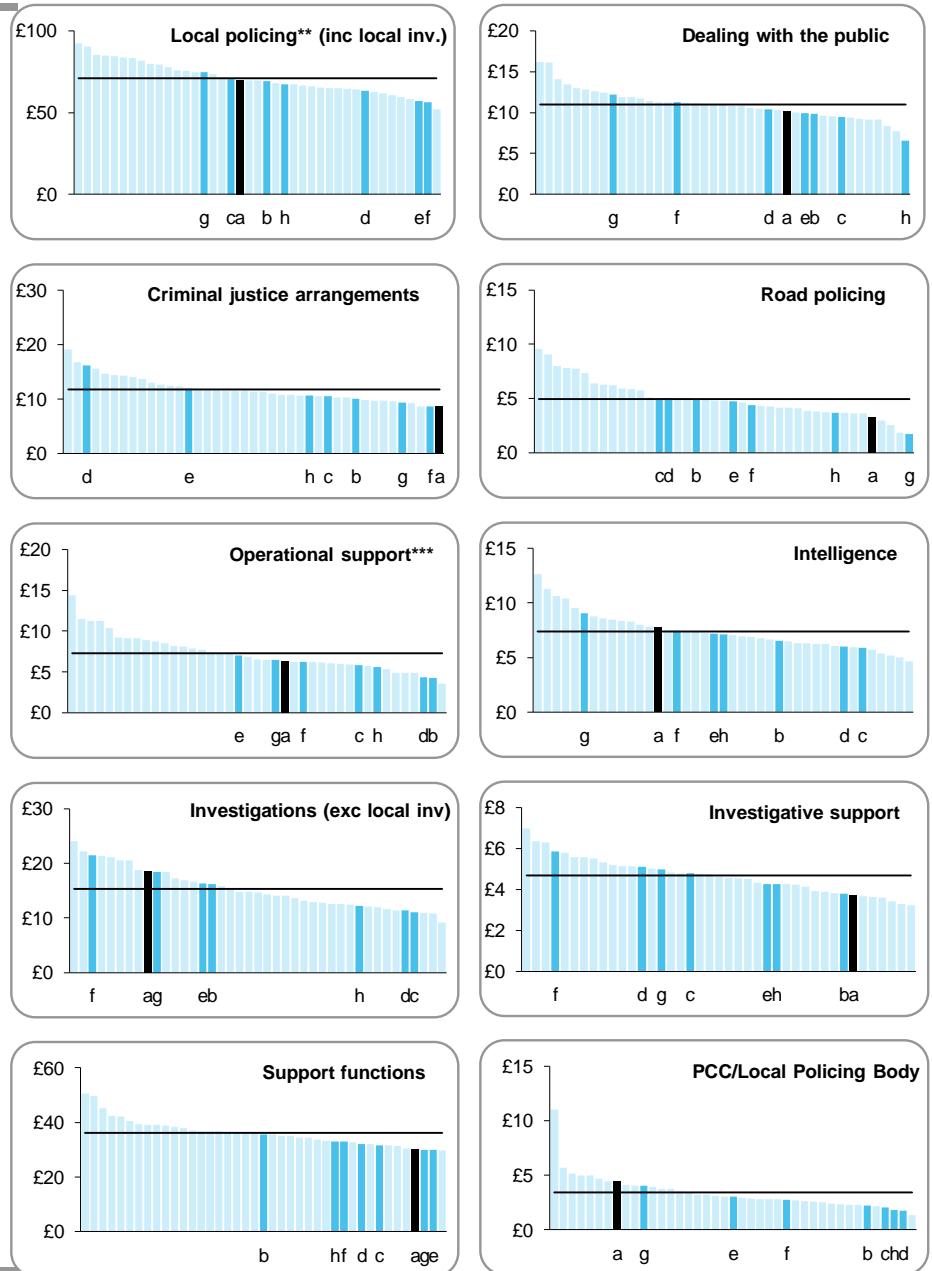 Local policing** (inc local inv.)
£100
£50
£0
g ca b h d ef
Dealing with the public
£20
£15
£10
£5
£0
g f d a eb c h
Criminal justice arrangements
£30
£20
£10
£0
d e h c b g fa
Road policing
£15
£10
£5
£0
cd b e f h a g
Operational support***
£20
£15
£10
£5
£0
e ga f c h db
Intelligence
£15
£10
£5
£0
g a f eh b d c
Investigations (exc local inv)
£30
£20
£10
£0
f ag eb h dc
Investigative support
£8
£6
£4
£2
£0
f d g c eh ba
Support functions
£60
£40
£20
£0
b hf d c age
PCC/Local Policing Body
£15
£10
£5
£0
a g e f b chd